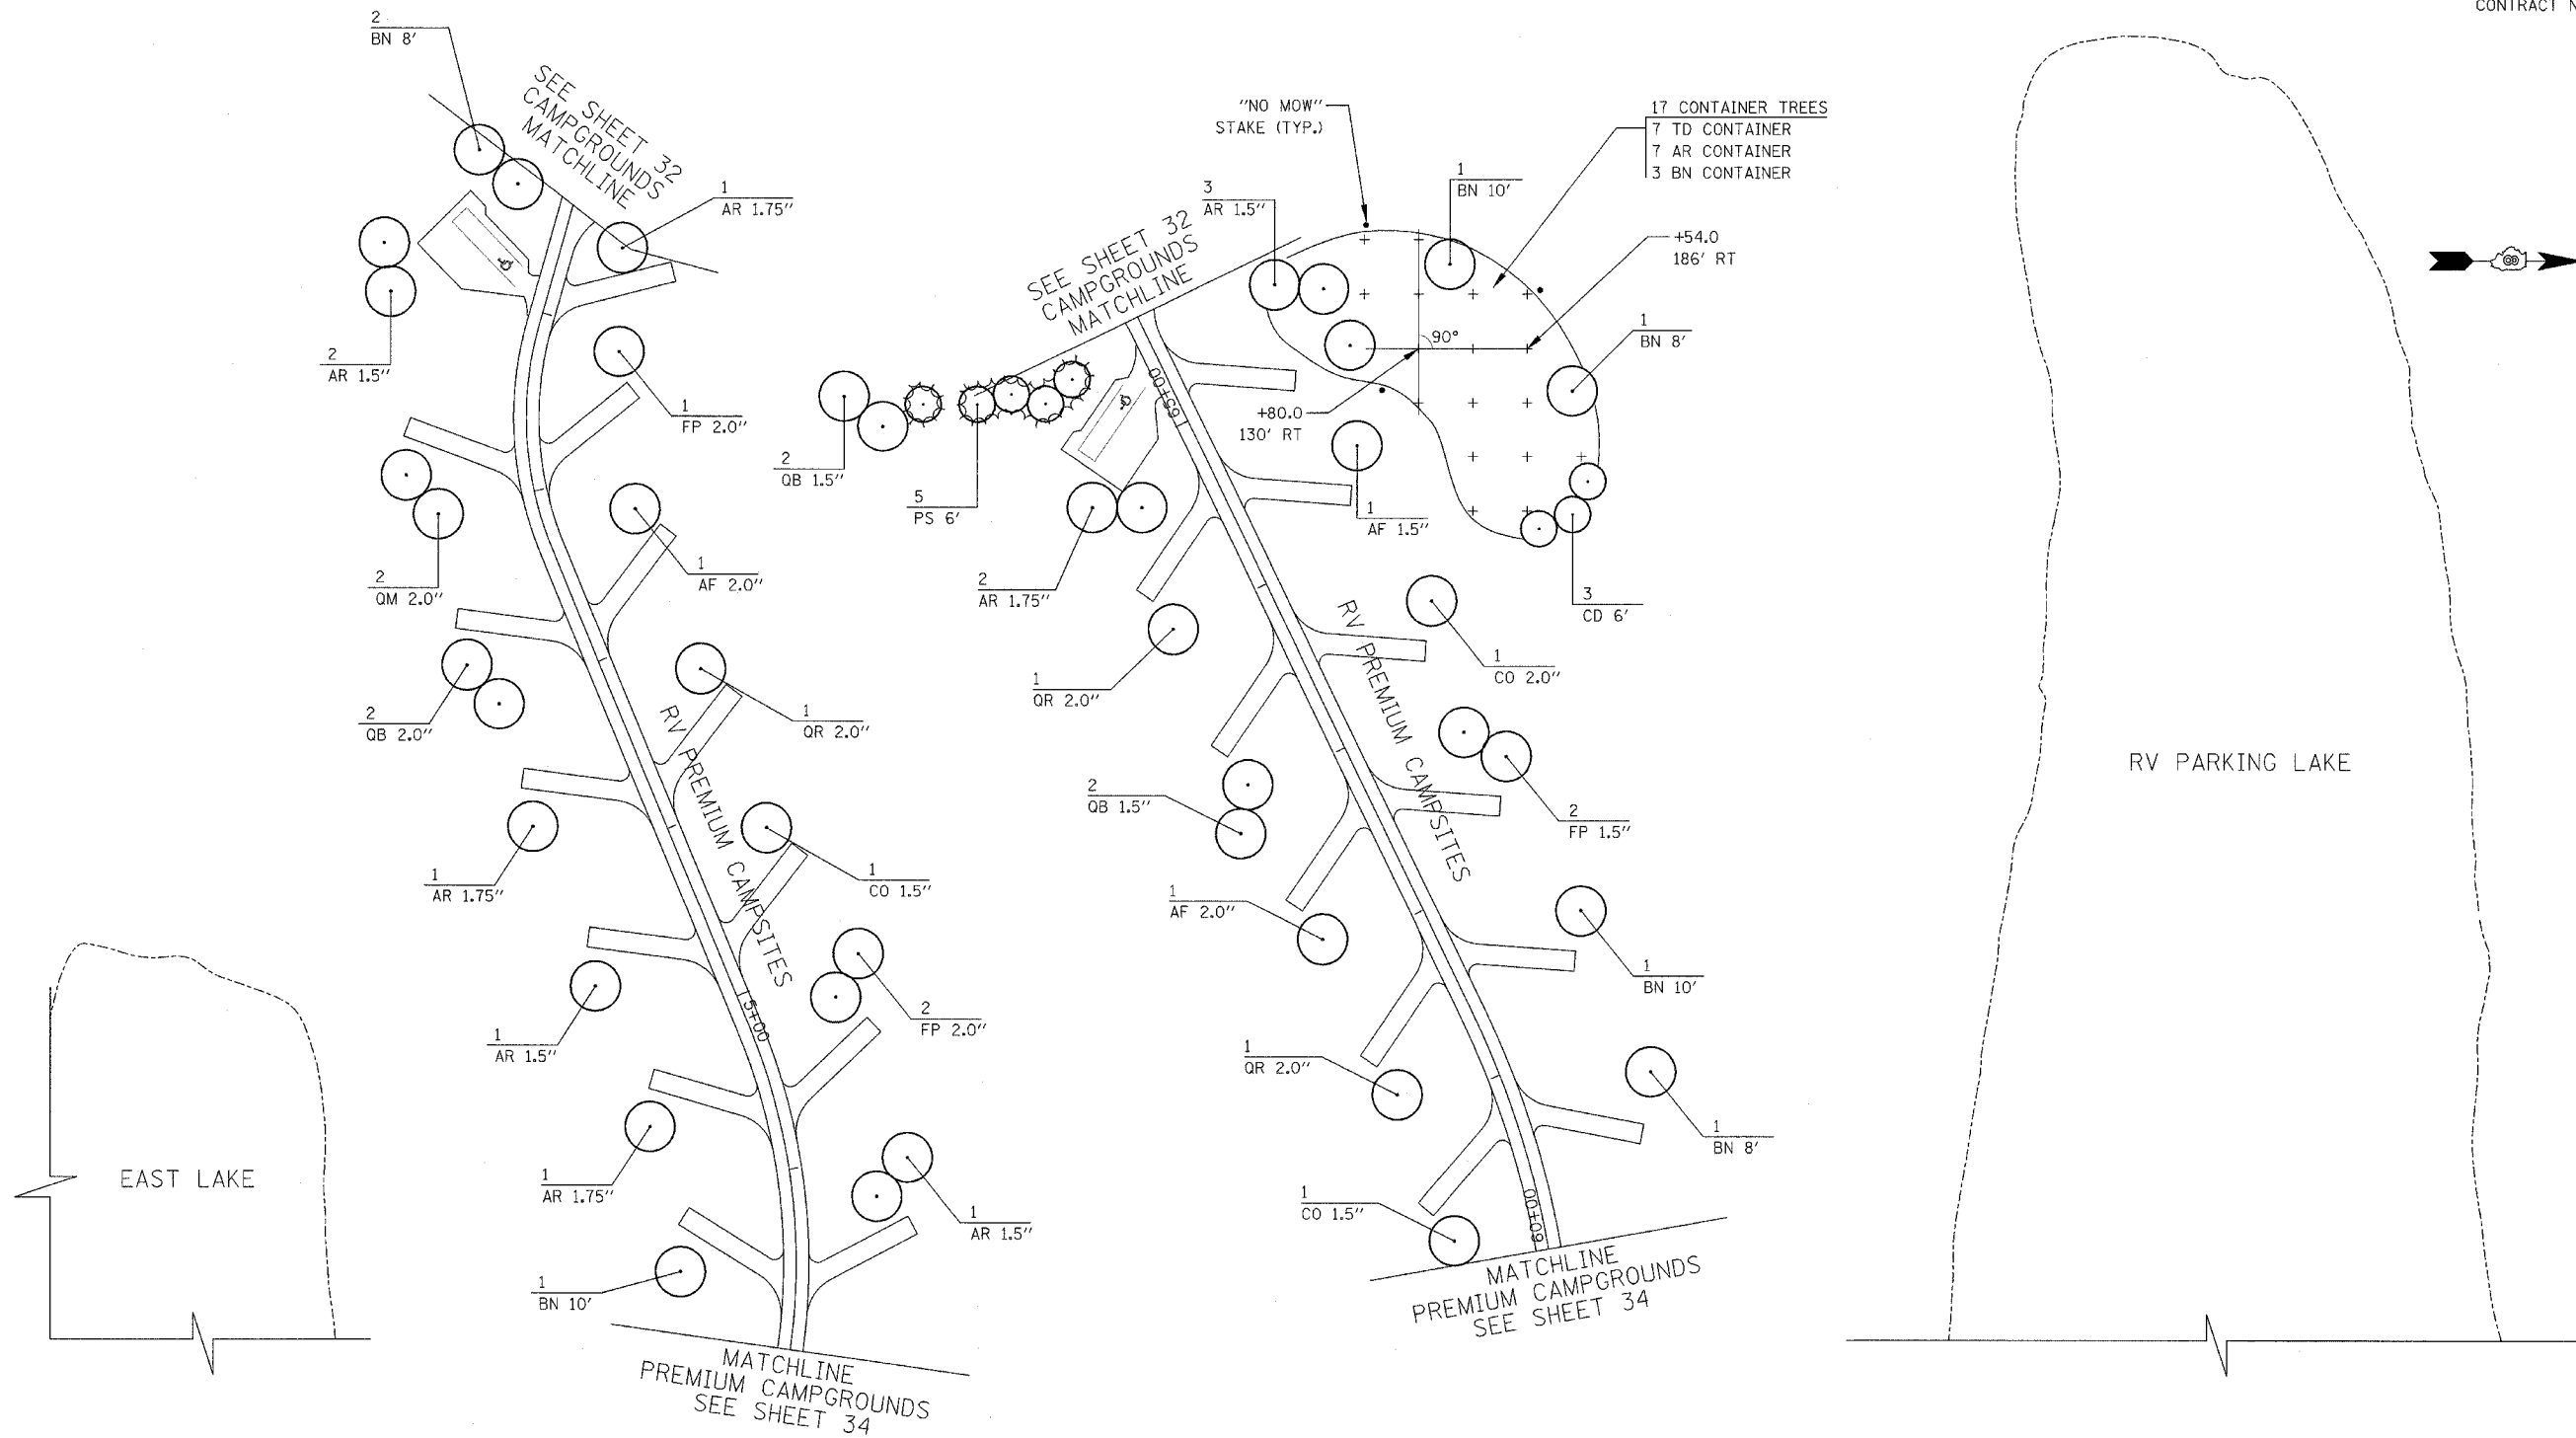 CONTRACT N
2
BN 8'
SEE SHEET 32
CAMPGROUNDS
MATCHLINE
1
AR 1.75"
2
AR 1.5"
1
FP 2.0"
2
QM 2.0"
1
AF 2.0"
2
QB 2.0"
1
QR 2.0"
RV PREMIUM CAMPSITES
1
AR 1.75"
1
CO 1.5"
1
AR 1.5"
2
FP 2.0"
5+00
1
AR 1.75"
1
AR 1.5"
1
BN 10'
MATCHLINE
PREMIUM CAMPGROUNDS
SEE SHEET 34
EAST LAKE
"NO MOW"
STAKE (TYP.)
17 CONTAINER TREES
7 TD CONTAINER
7 AR CONTAINER
3 BN CONTAINER
3
AR 1.5"
1
BN 10'
SEE SHEET 32
CAMPGROUNDS
MATCHLINE
+54.0
186' RT
90°
1
BN 8'
+80.0
130' RT
65+00
2
QB 1.5"
5
PS 6'
2
AR 1.75"
1
AF 1.5"
3
CD 6'
1
QR 2.0"
1
CO 2.0"
RV PREMIUM CAMPSITES
2
QB 1.5"
2
FP 1.5"
1
AF 2.0"
1
BN 10'
1
QR 2.0"
1
BN 8'
1
CO 1.5"
60+00
MATCHLINE
PREMIUM CAMPGROUNDS
SEE SHEET 34
RV PARKING LAKE